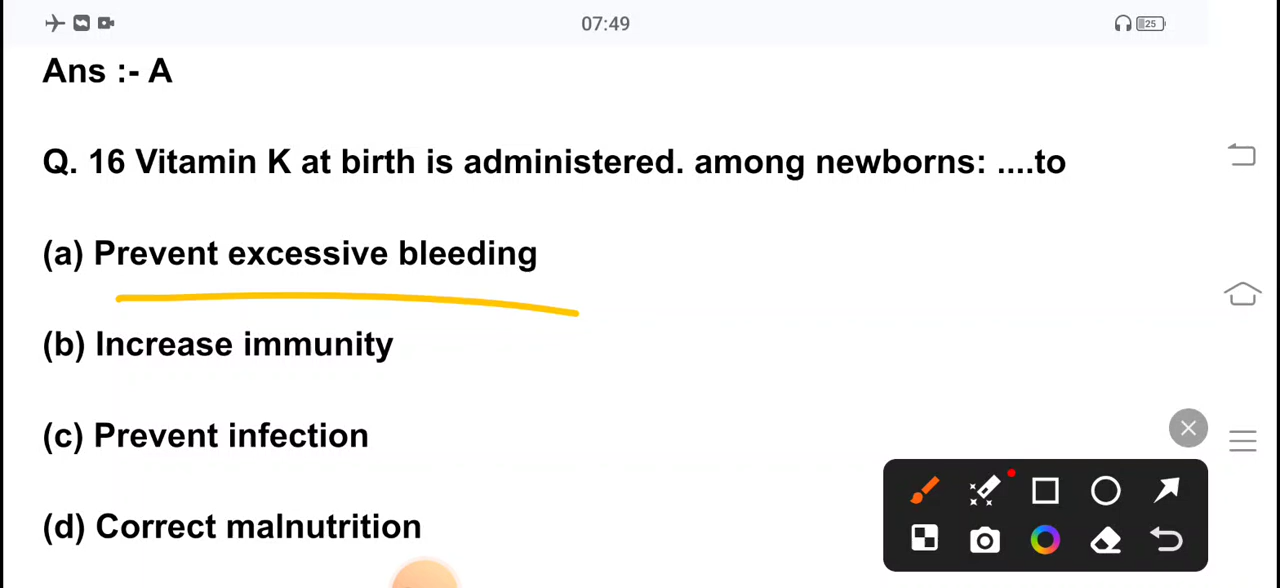 07:49
25
Ans :- A
Q. 16 Vitamin K at birth is administered. among newborns: ....to
(a) Prevent excessive bleeding
(b) Increase immunity
(c) Prevent infection
(d) Correct malnutrition